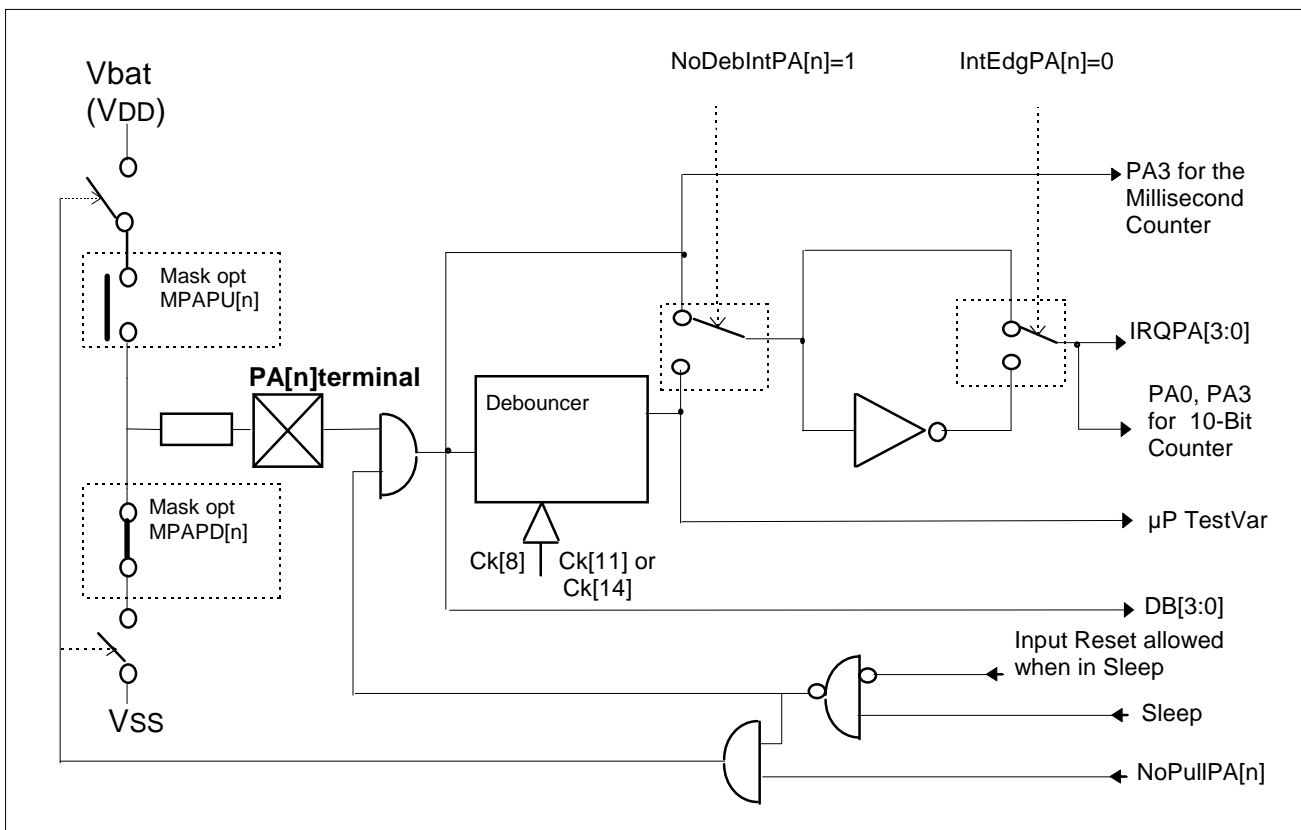 Vbat
(VDD)
NoDebIntPA[n]=1
IntEdgPA[n]=0
PA3 for the
Millisecond
Counter
Mask opt
MPAPU[n]
IRQPA[3:0]
PA[n]terminal
Debouncer
PA0, PA3
for 10-Bit
Counter
Mask opt
MPAPD[n]
µP TestVar
Ck[8]
Ck[11] or
Ck[14]
DB[3:0]
Input Reset allowed
when in Sleep
VSS
Sleep
NoPullPA[n]